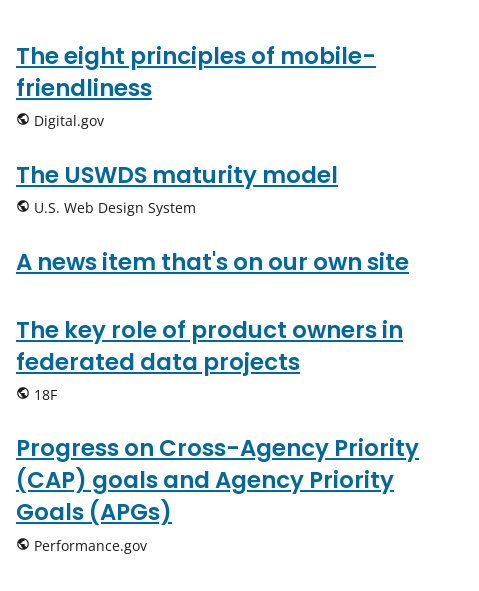 The eight principles of mobile-
friendliness
Digital.gov
The USWDS maturity model
U.S. Web Design System
A news item that's on our own site
The key role of product owners in
federated data projects
18F
Progress on Cross-Agency Priority
(CAP) goals and Agency Priority
Goals (APGs)
Performance.gov